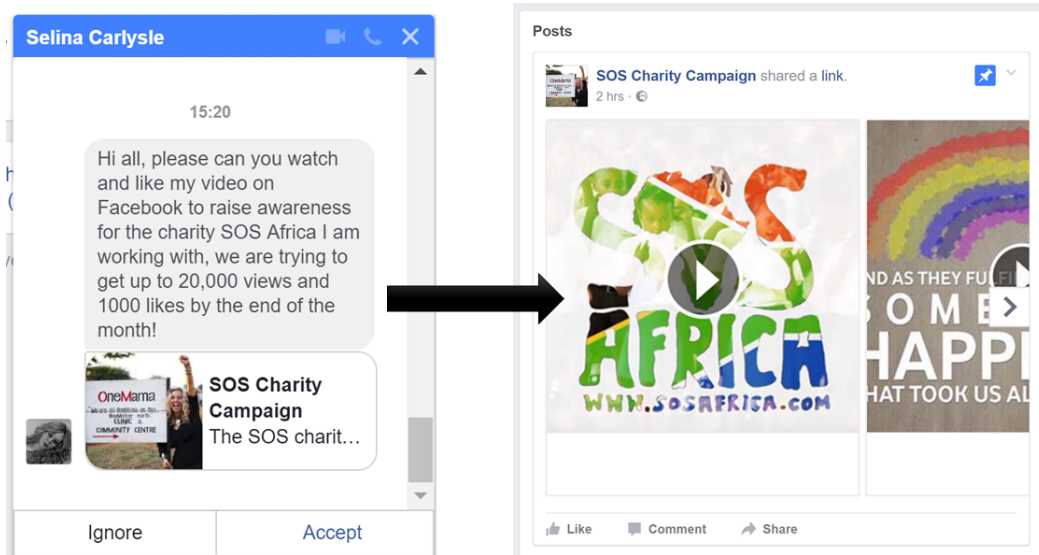 Selina Carlysle
15:20
Hi all, please can you watch
and like my video on
Facebook to raise awareness
for the charity SOS Africa I am
working with, we are trying to
get up to 20,000 views and
1000 likes by the end of the
month!
OneMama
CLINIC &
COMMUNITY CENTRE
SOS Charity
Campaign
The SOS charit...
Ignore
Accept
Posts
SOS Charity Campaign shared a link.
2 hrs
SOS
AFRICA
WWW.SOSAFRICA.COM
ND AS THEY FULFI
SOME
HAPPI
HAT TOOK US AL
Like
Comment
Share